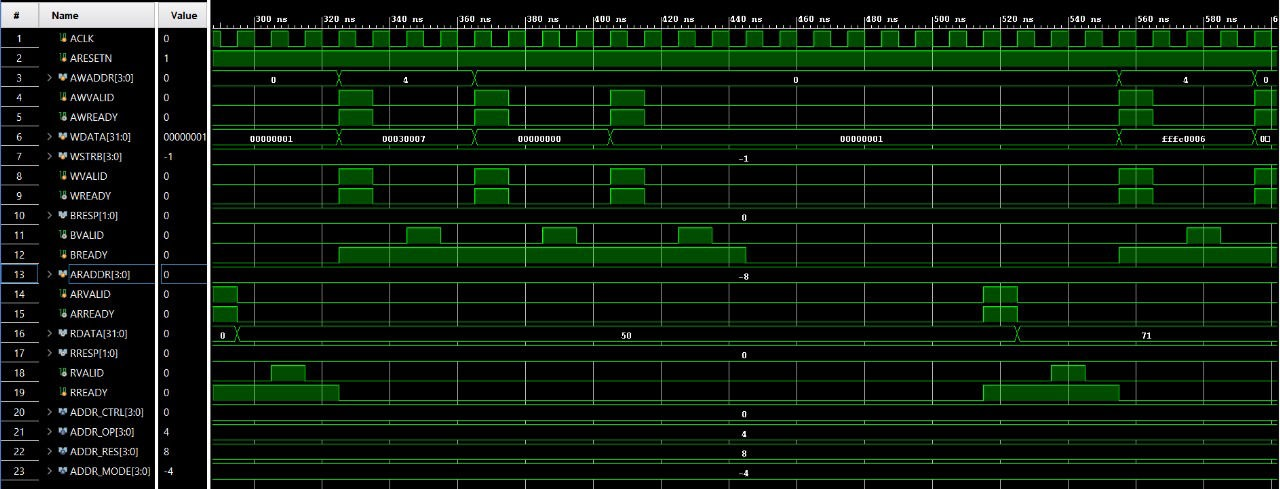 # Name Value 300 ns 320 ns 340 ns 360 ns 380 ns 400 ns 420 ns 440 ns 460 ns 480 ns 500 ns 520 ns 540 ns 560 ns 580 ns 6
1 ACLK 0
2 ARESETN 1
3 AWADDR[3:0] 0 0 4 0 4 0
4 AWVALID 0
5 AWREADY 0
6 WDATA[31:0] 00000001 00000001 00030007 00000000 00000001 fffc0006 0
7 WSTRB[3:0] -1 -1
8 WVALID 0
9 WREADY 0
10 BRESP[1:0] 0 0
11 BVALID 0
12 BREADY 0
13 ARADDR[3:0] 0 -8
14 ARVALID 0
15 ARREADY 0
16 RDATA[31:0] 0 0 50 71
17 RRESP[1:0] 0 0
18 RVALID 0
19 RREADY 0
20 ADDR_CTRL[3:0] 0 0
21 ADDR_OP[3:0] 4 4
22 ADDR_RES[3:0] 8 8
23 ADDR_MODE[3:0] -4 -4